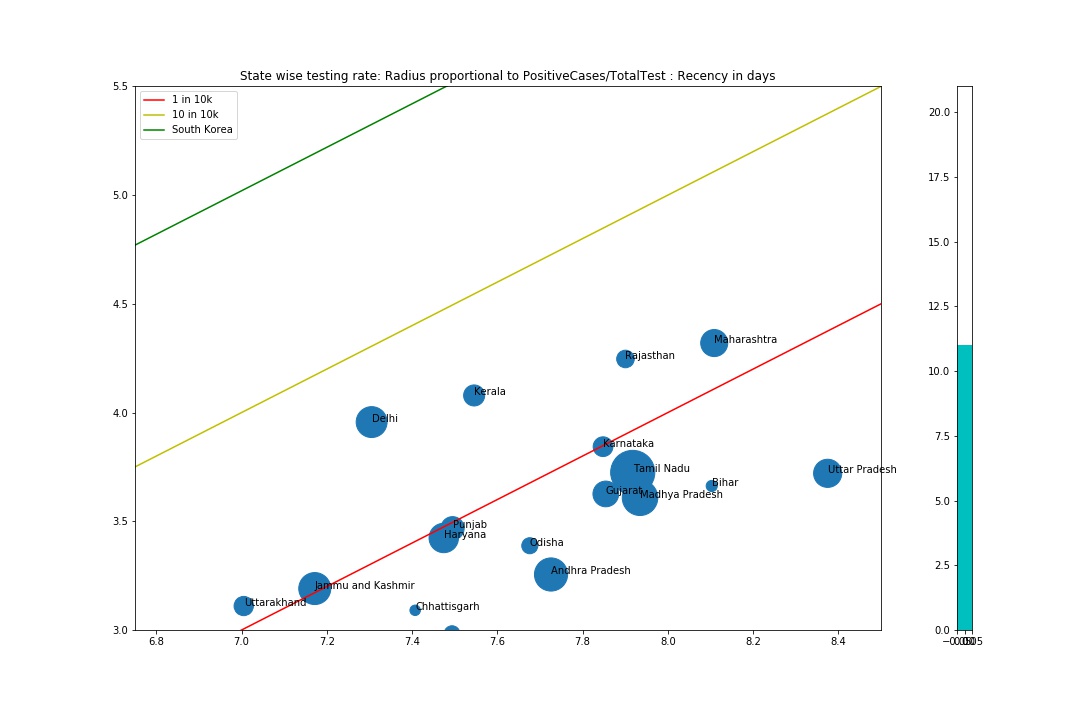 State wise testing rate: Radius proportional to PositiveCases/TotalTest : Recency in days
1 in 10k
10 in 10k
South Korea
5.5
5.0
4.5
4.0
3.5
3.0
Maharashtra
Rajasthan
Kerala
Delhi
Karnataka
Tamil Nadu
Uttar Pradesh
Bihar
Gujarat
Madhya Pradesh
Punjab
Haryana
Odisha
Andhra Pradesh
Jammu and Kashmir
Uttarakhand
Chhattisgarh
6.8 7.0 7.2 7.4 7.6 7.8 8.0 8.2 8.4
20.0
17.5
15.0
12.5
10.0
7.5
5.0
2.5
0.0